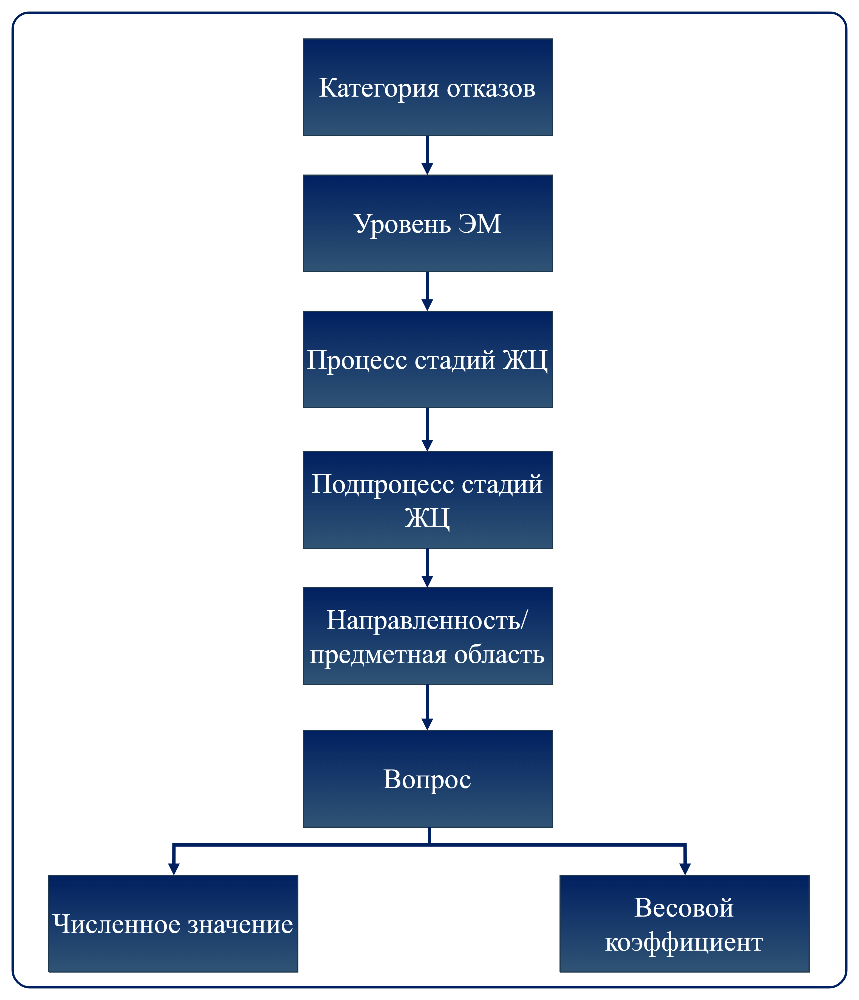 Категория отказов
Уровень ЭМ
Процесс стадий ЖЦ
Подпроцесс стадий
ЖЦ
Направленность/
предметная область
Вопрос
Численное значение
Весовой
коэффициент